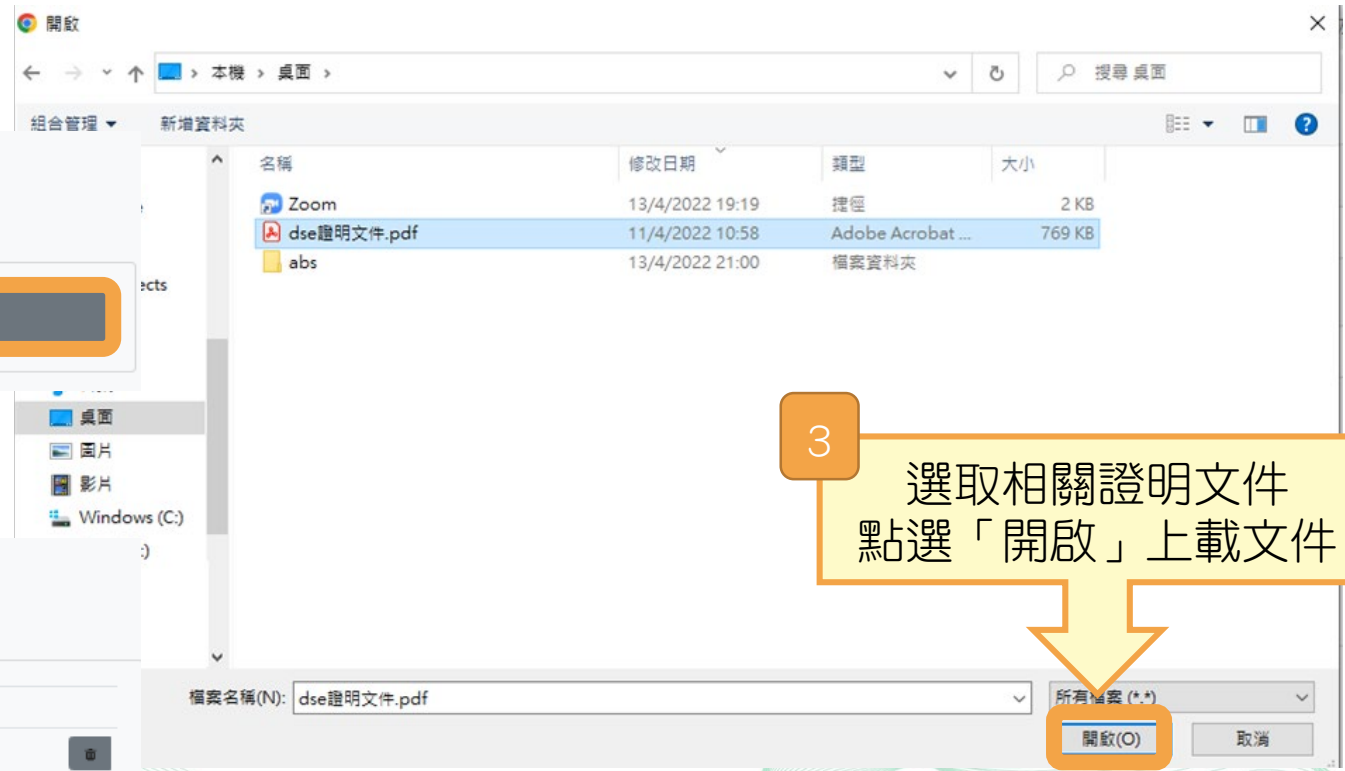 開啟
本機 › 桌面 ›
搜尋 桌面
組合管理 新增資料夾
名稱 修改日期 類型 大小
Zoom 13/4/2022 19:19 捷徑 2 KB
dse證明文件.pdf 11/4/2022 10:58 Adobe Acrobat ... 769 KB
abs 13/4/2022 21:00 檔案資料夾
ects
桌面
圖片
影片
Windows (C:)
:)
3
選取相關證明文件
點選「開啟」上載文件
檔案名稱(N): dse證明文件.pdf
所有檔案 (*.*)
開啟(O) 取消